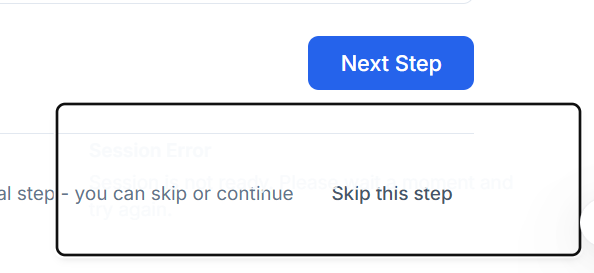 Next Step
Session Error
Session is not ready. Please wait a moment and
al step - you can skip or continue
Skip this step
try again.